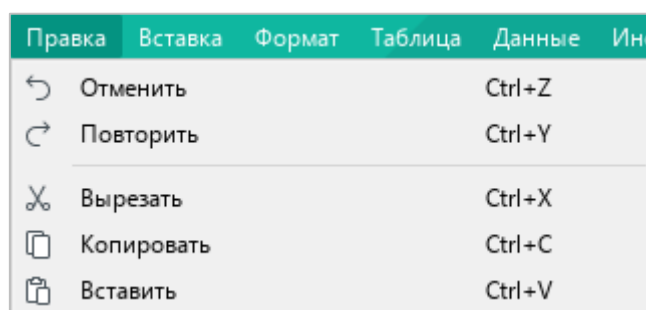 Правка Вставка Формат Таблица Данные
Отменить Ctrl+Z
Повторить Ctrl+Y
Вырезать Ctrl+X
Копировать Ctrl+C
Вставить Ctrl+V